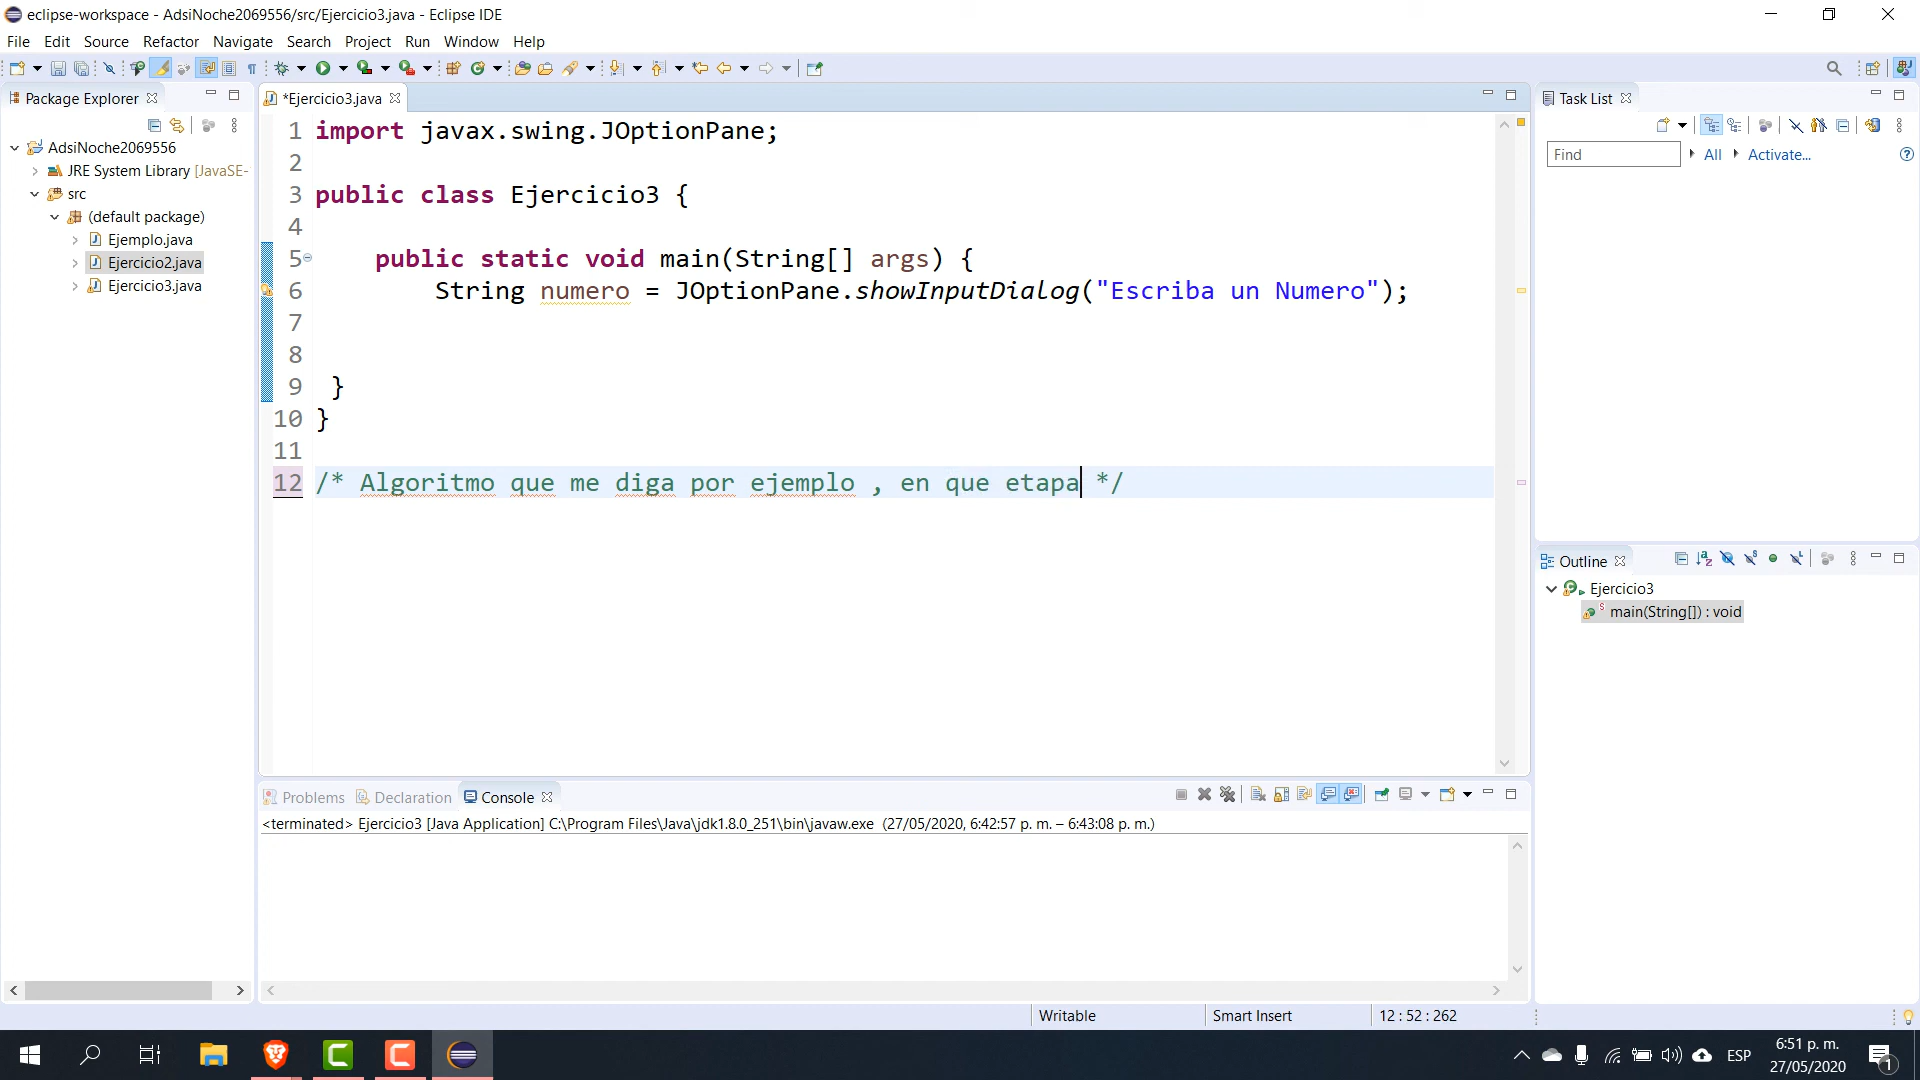 eclipse-workspace - AdsiNoche2069556/src/Ejercicio3.java - Eclipse IDE
File Edit Source Refactor Navigate Search Project Run Window Help
Package Explorer
AdsiNoche2069556
JRE System Library [JavaSE-
src
(default package)
Ejemplo.java
Ejercicio2.java
Ejercicio3.java
*Ejercicio3.java
1 import javax.swing.JOptionPane;
2
3 public class Ejercicio3 {
4
5 public static void main(String[] args) {
6 String numero = JOptionPane.showInputDialog("Escriba un Numero");
7
8
9 }
10 }
11
12 /* Algoritmo que me diga por ejemplo , en que etapa */
Problems Declaration Console
<terminated> Ejercicio3 [Java Application] C:\Program Files\Java\jdk1.8.0_251\bin\javaw.exe (27/05/2020, 6:42:57 p. m. – 6:43:08 p. m.)
Task List
Find All Activate...
Outline
Ejercicio3
main(String[]) : void
Writable Smart Insert 12 : 52 : 262
ESP
6:51 p. m.
27/05/2020
1